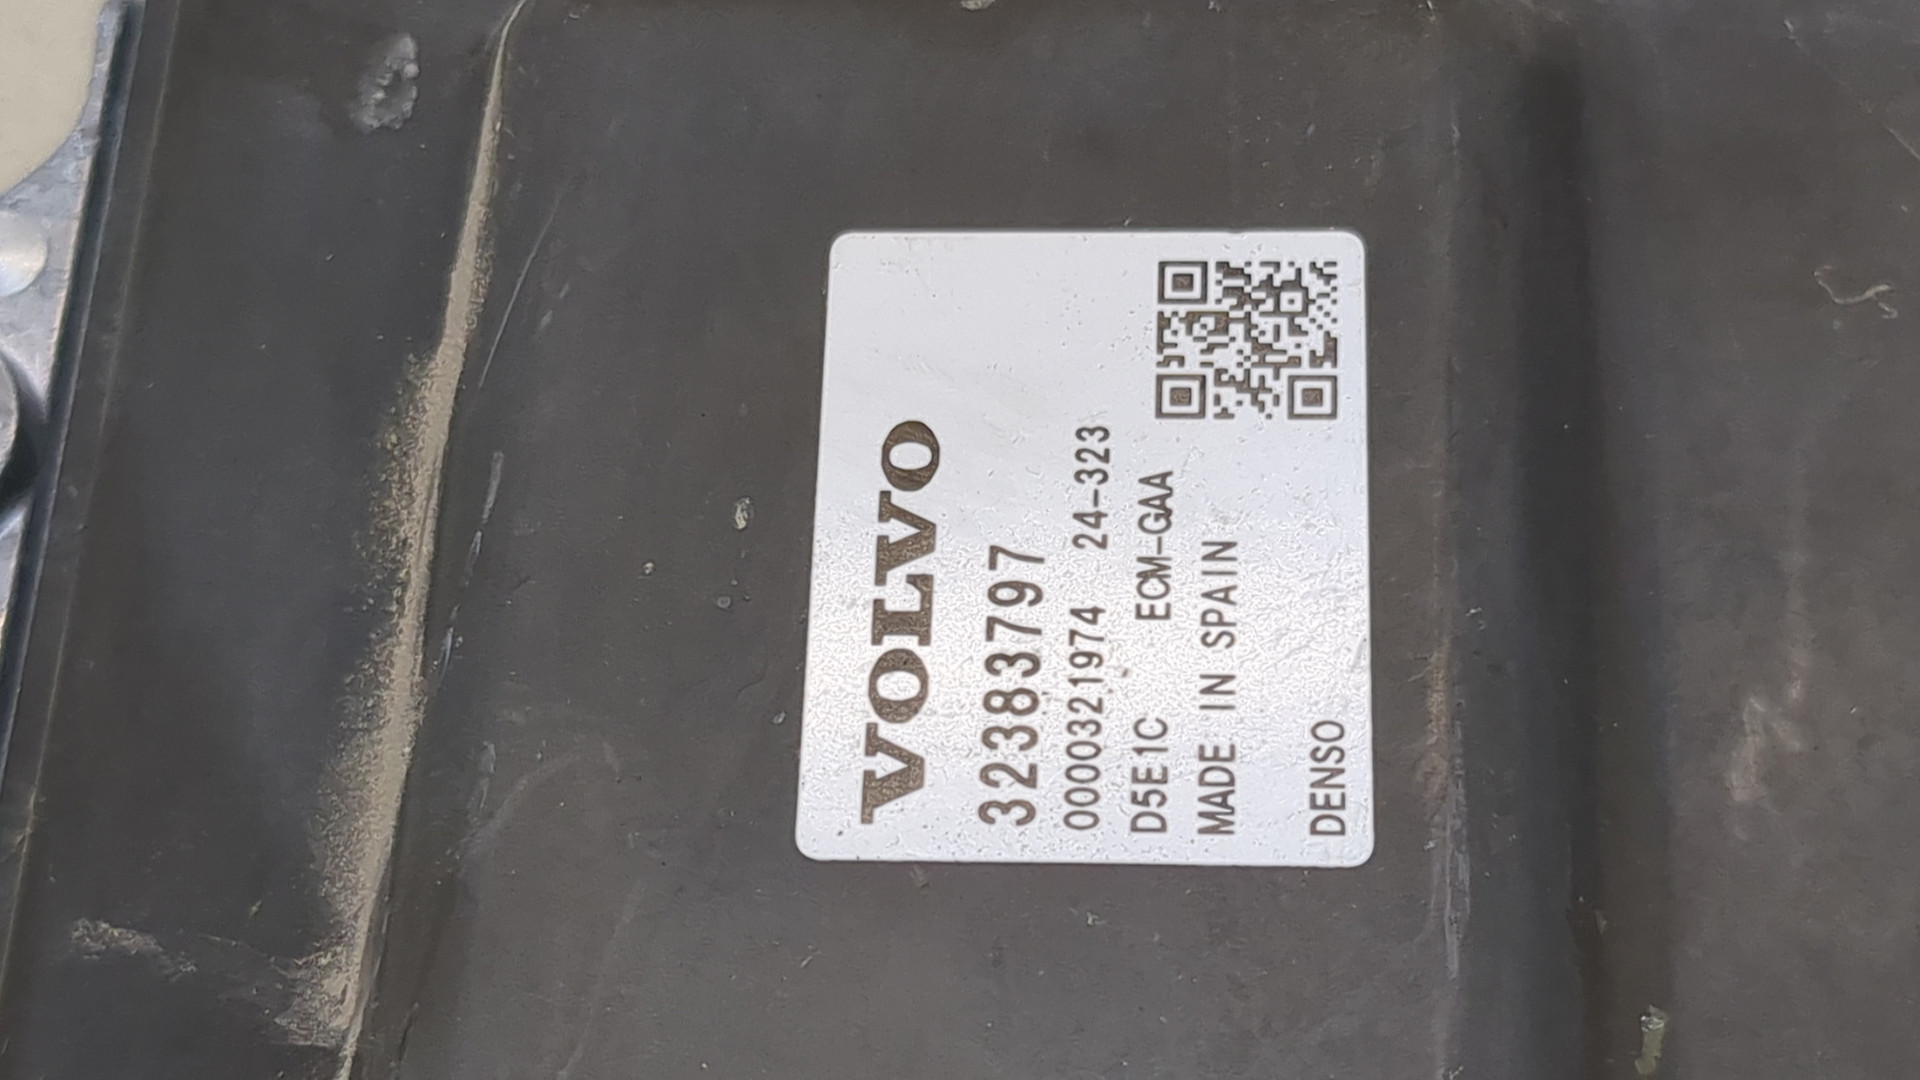 VOLVO
32383797
0000321974 24-323
D5E1C ECM-GAA
MADE IN SPAIN
DENSO